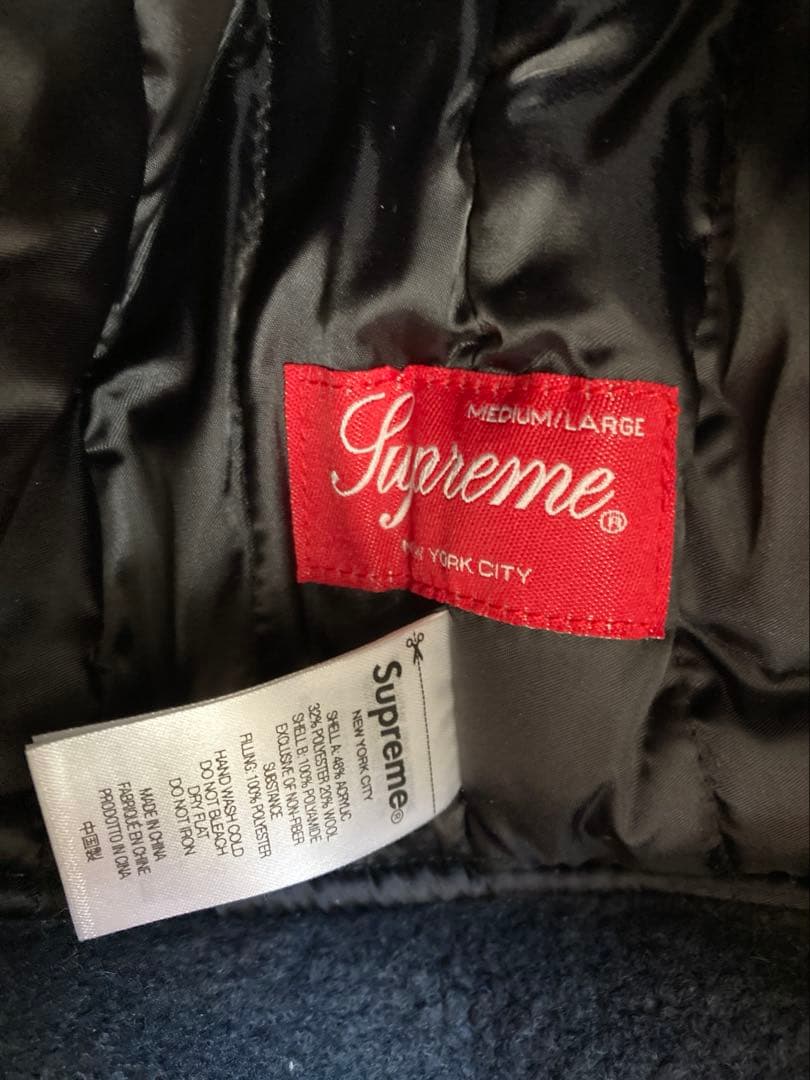 MEDIUM/LARGE
Supreme®
NEW YORK CITY
Supreme®
NEW YORK CITY
SHELL A: 48% ACRYLIC
32% POLYESTER 20% WOOL
SHELL B: 100% POLYAMIDE
EXCLUSIVE OF NON-FIBER
SUBSTANCE
FILLING: 100% POLYESTER
HAND WASH COLD
DO NOT BLEACH
DRY FLAT
DO NOT IRON
MADE IN CHINA
FABRIQUE EN CHINE
PRODOTTO IN CINA
中国製